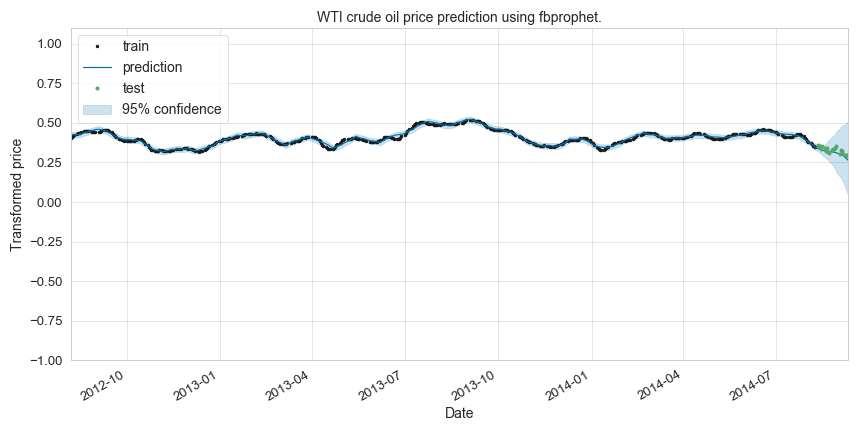 WTI crude oil price prediction using fbprophet.
train
prediction
test
95% confidence
Transformed price
1.00
0.75
0.50
0.25
0.00
−0.25
−0.50
−0.75
−1.00
2012-10
2013-01
2013-04
2013-07
2013-10
2014-01
2014-04
2014-07
Date